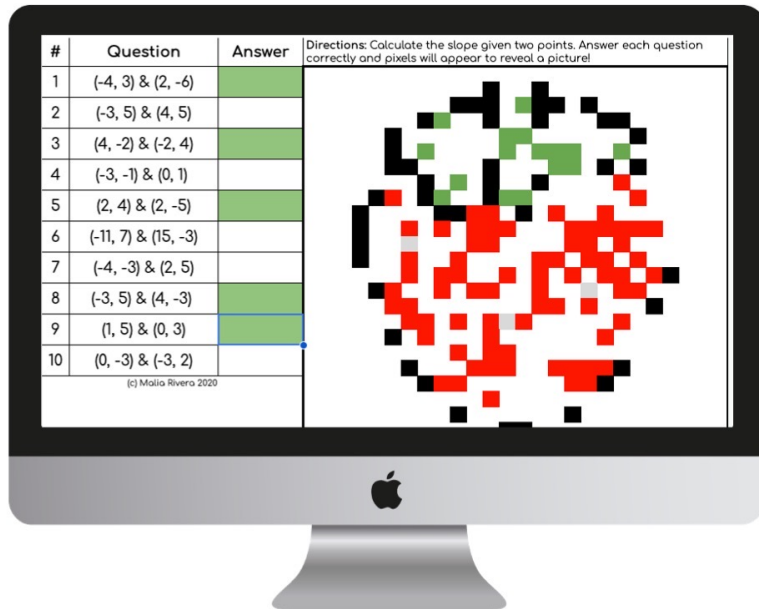 # Question Answer
Directions: Calculate the slope given two points. Answer each question
correctly and pixels will appear to reveal a picture!
1 (-4, 3) & (2, -6)
2 (-3, 5) & (4, 5)
3 (4, -2) & (-2, 4)
4 (-3, -1) & (0, 1)
5 (2, 4) & (2, -5)
6 (-11, 7) & (15, -3)
7 (-4, -3) & (2, 5)
8 (-3, 5) & (4, -3)
9 (1, 5) & (0, 3)
10 (0, -3) & (-3, 2)
(c) Malia Rivera 2020